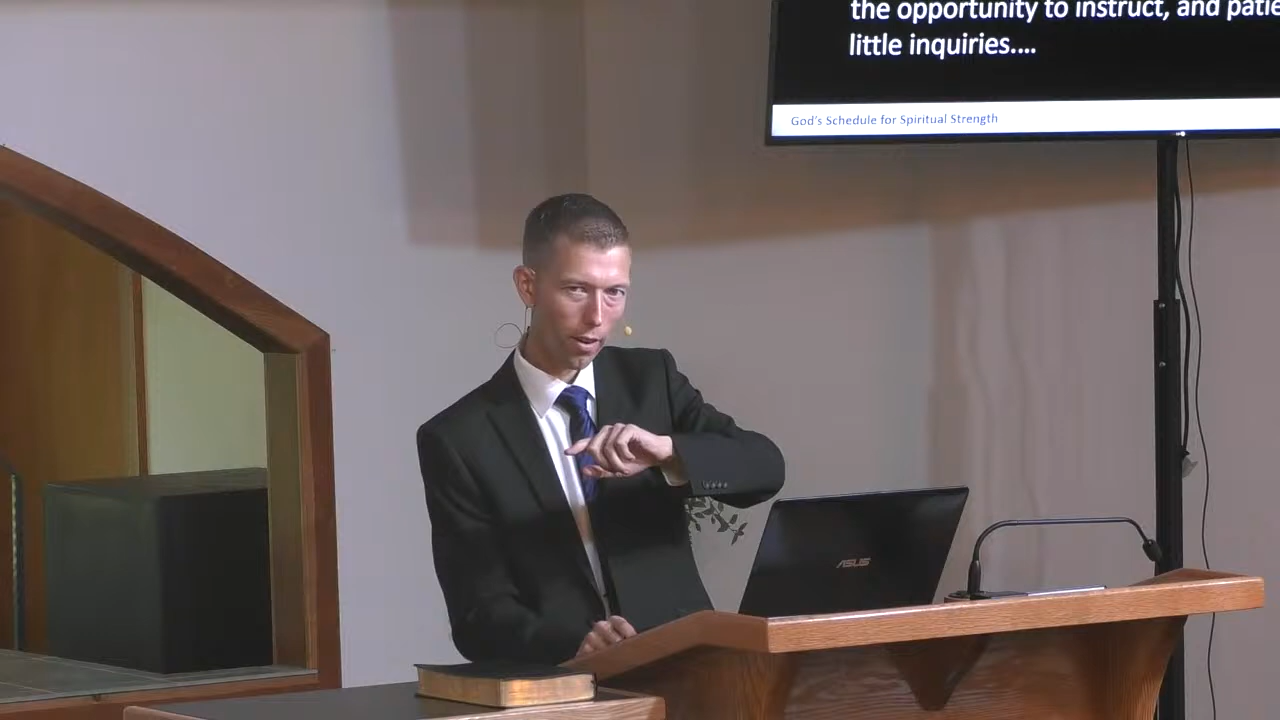 the opportunity to instruct, and
little inquiries....
God's Schedule for Spiritual Strength
ASUS